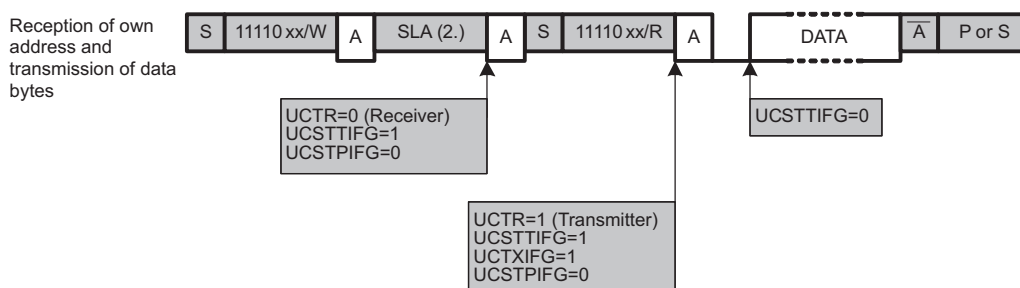 Reception of own
address and
transmission of data
bytes
S 11110 xx/W A SLA (2.) A S 11110 xx/R A DATA A P or S
UCTR=0 (Receiver)
UCSTTIFG=1
UCSTPIFG=0
UCSTTIFG=0
UCTR=1 (Transmitter)
UCSTTIFG=1
UCTXIFG=1
UCSTPIFG=0